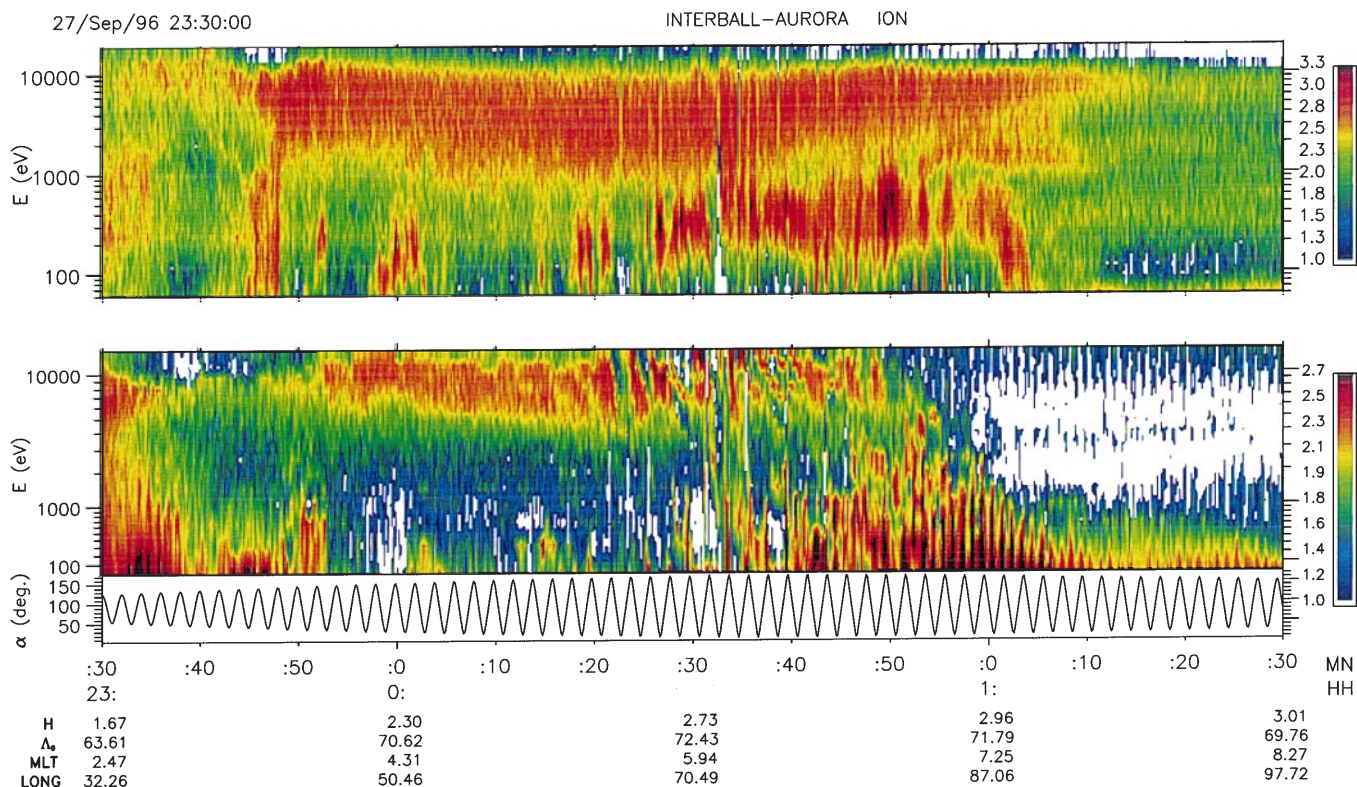 27/Sep/96 23:30:00 INTERBALL-AURORA ION
10000
1000
100
E (eV)
3.3
3.0
2.8
2.5
2.3
2.0
1.8
1.5
1.3
1.0
10000
1000
100
E (eV)
2.7
2.5
2.3
2.1
1.9
1.8
1.6
1.4
1.2
1.0
150
100
50
α (deg.)
:30 :40 :50 :0 :10 :20 :30 :40 :50 :0 :10 :20 :30 MN
23: 0: 1: HH
H 1.67 2.30 2.73 2.96 3.01
Λ₀ 63.61 70.62 72.43 71.79 69.76
MLT 2.47 4.31 5.94 7.25 8.27
LONG 32.26 50.46 70.49 87.06 97.72